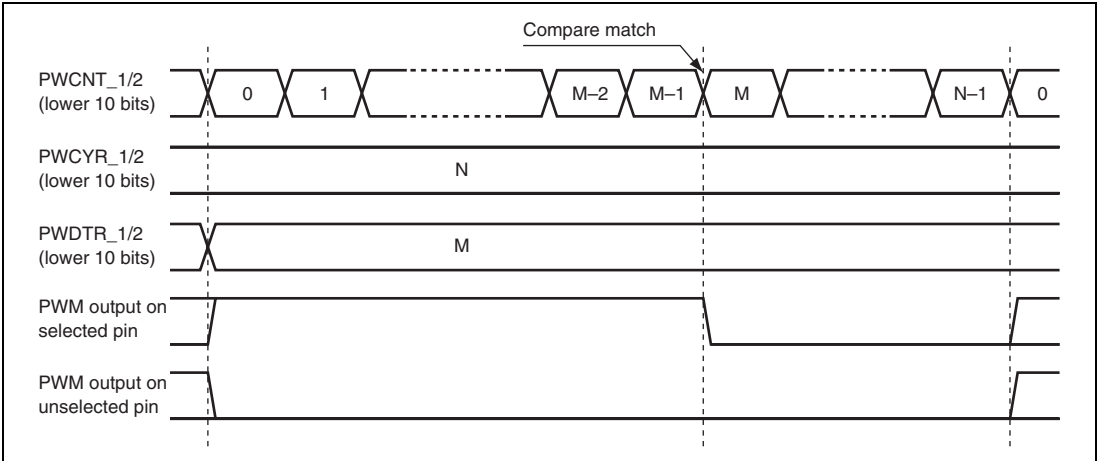 Compare match
PWCNT_1/2
(lower 10 bits)
0 1 M–2 M–1 M N–1 0
PWCYR_1/2
(lower 10 bits)
N
PWDTR_1/2
(lower 10 bits)
M
PWM output on
selected pin
PWM output on
unselected pin